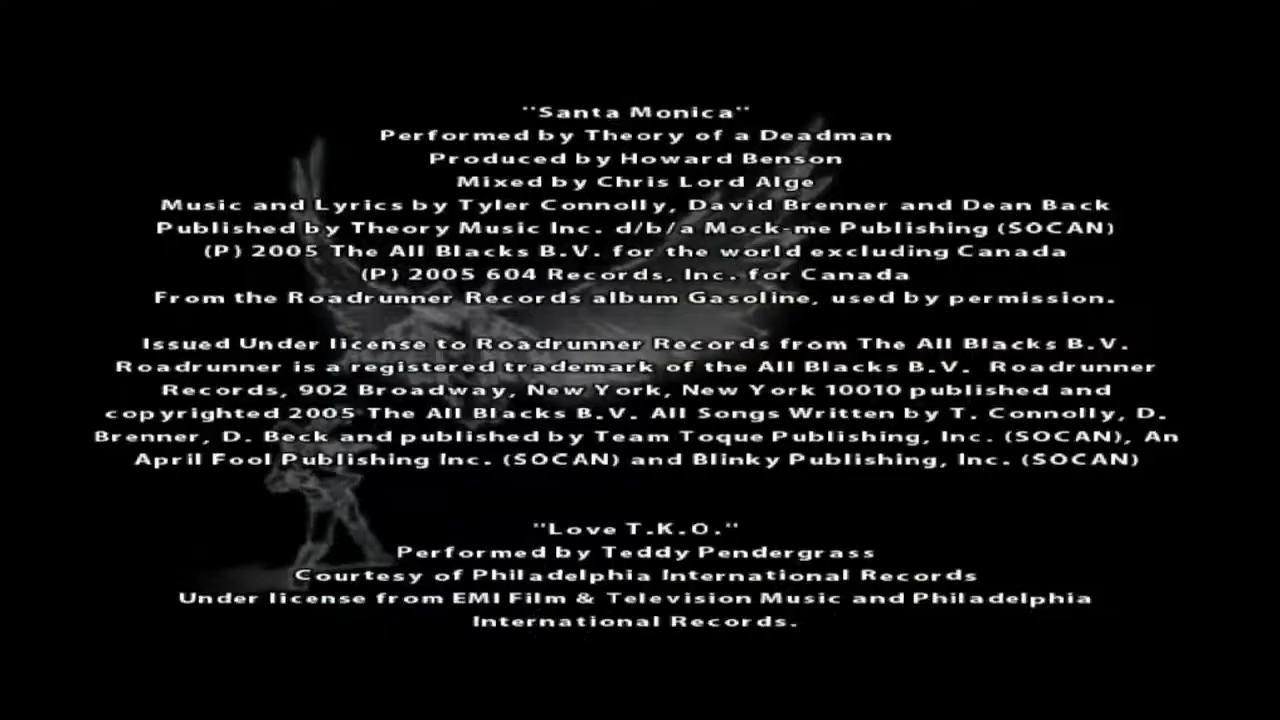 "Santa Monica"
Performed by Theory of a Deadman
Produced by Howard Benson
Mixed by Chris Lord Alge
Music and Lyrics by Tyler Connolly, David Brenner and Dean Back
Published by Theory Music Inc. d/b/a Mock-me Publishing (SOCAN)
(P) 2005 The All Blacks B.V. for the world excluding Canada
(P) 2005 604 Records, Inc. for Canada
From the Roadrunner Records album Gasoline, used by permission.
Issued Under license to Roadrunner Records from The All Blacks B.V.
Roadrunner is a registered trademark of the All Blacks B.V. Roadrunner
Records, 902 Broadway, New York, New York 10010 published and
copyrighted 2005 The All Blacks B.V. All Songs Written by T. Connolly, D.
Brenner, D. Beck and published by Team Toque Publishing, Inc. (SOCAN), An
April Fool Publishing Inc. (SOCAN) and Blinky Publishing, Inc. (SOCAN)
"Love T.K.O."
Performed by Teddy Pendergrass
Courtesy of Philadelphia International Records
Under license from EMI Film & Television Music and Philadelphia
International Records.